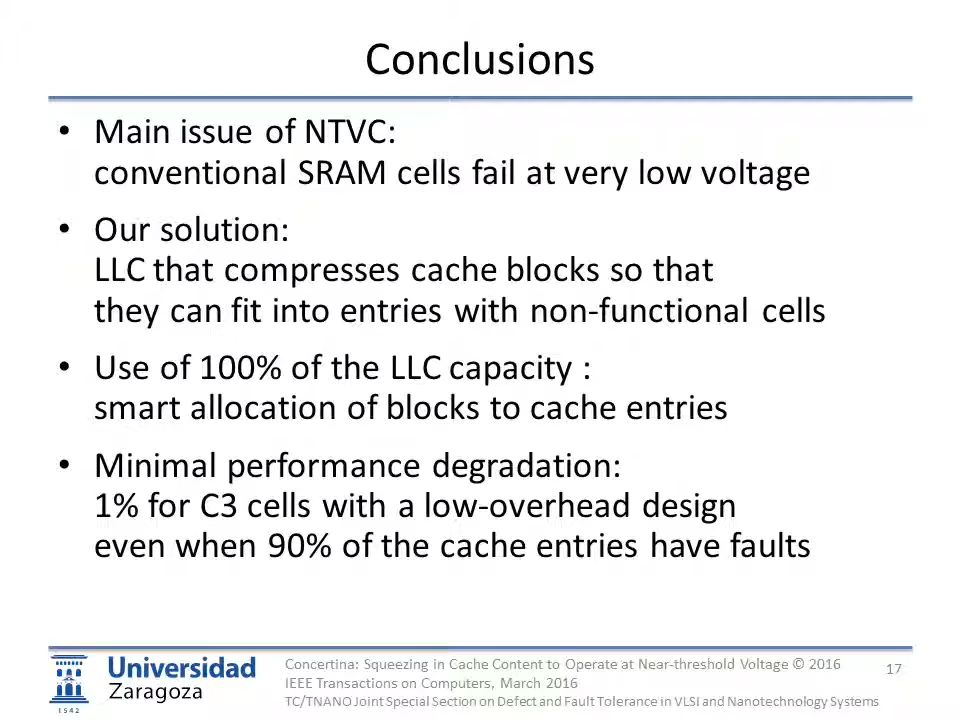 Conclusions
• Main issue of NTVC:
conventional SRAM cells fail at very low voltage
• Our solution:
LLC that compresses cache blocks so that
they can fit into entries with non-functional cells
• Use of 100% of the LLC capacity :
smart allocation of blocks to cache entries
• Minimal performance degradation:
1% for C3 cells with a low-overhead design
even when 90% of the cache entries have faults
Universidad
Zaragoza
1542
Concertina: Squeezing in Cache Content to Operate at Near-threshold Voltage © 2016
IEEE Transactions on Computers, March 2016
TC/TNANO Joint Special Section on Defect and Fault Tolerance in VLSI and Nanotechnology Systems
17